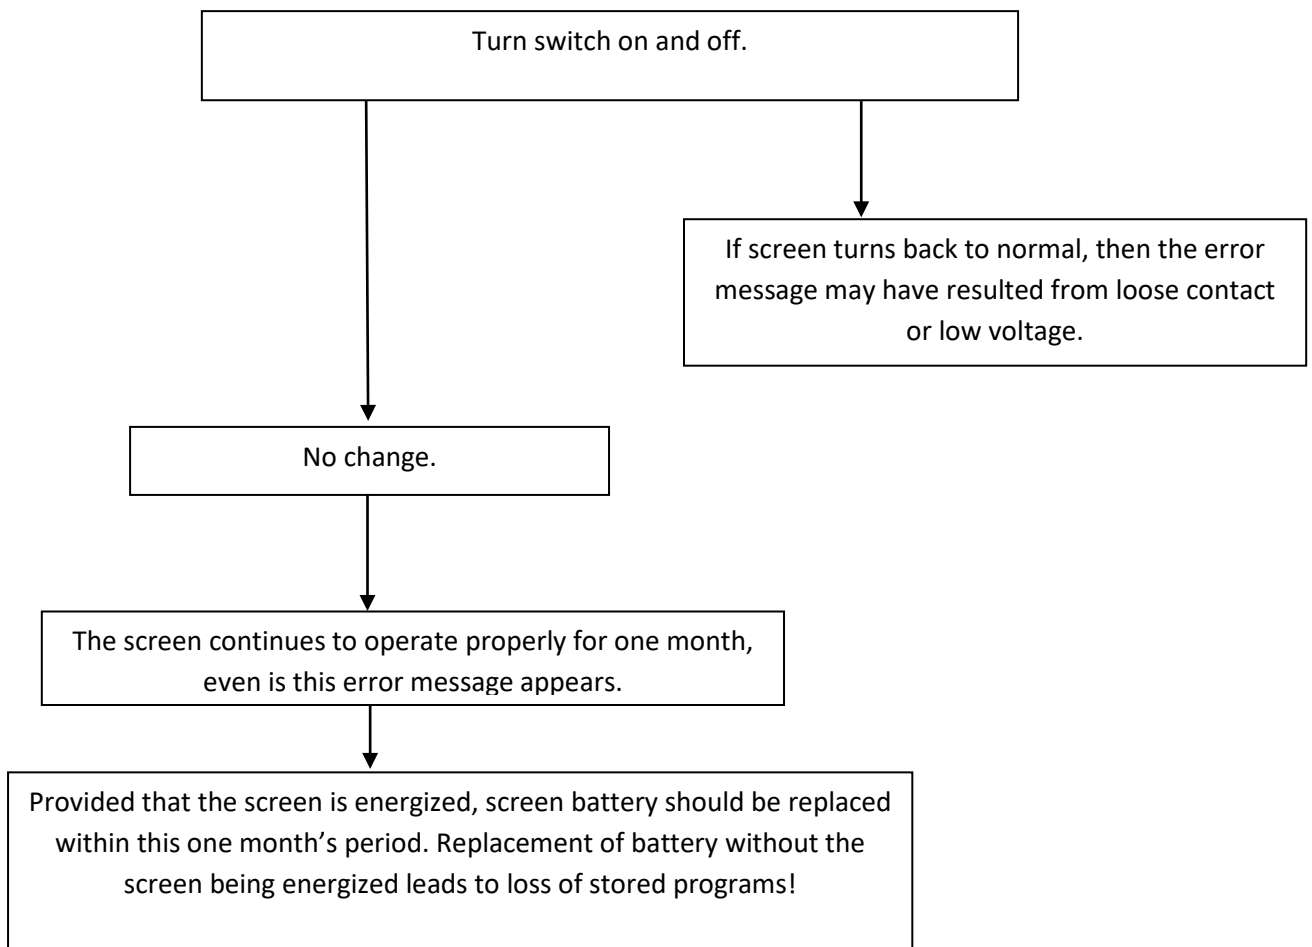 Turn switch on and off.
If screen turns back to normal, then the error
message may have resulted from loose contact
or low voltage.
No change.
The screen continues to operate properly for one month,
even is this error message appears.
Provided that the screen is energized, screen battery should be replaced
within this one month’s period. Replacement of battery without the
screen being energized leads to loss of stored programs!